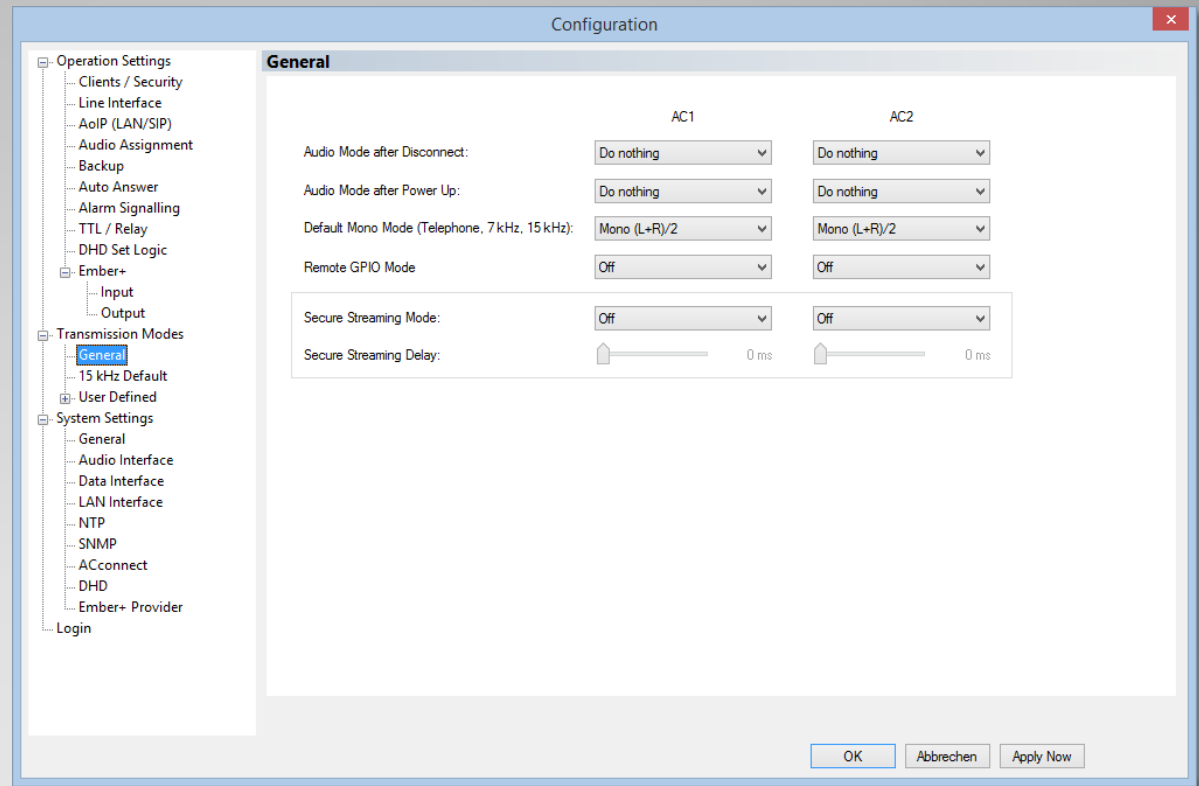 Configuration
Operation Settings
Clients / Security
Line Interface
AoIP (LAN/SIP)
Audio Assignment
Backup
Auto Answer
Alarm Signalling
TTL / Relay
DHD Set Logic
Ember+
Input
Output
Transmission Modes
General
15 kHz Default
User Defined
System Settings
General
Audio Interface
Data Interface
LAN Interface
NTP
SNMP
ACconnect
DHD
Ember+ Provider
Login
General
AC1 AC2
Audio Mode after Disconnect: Do nothing Do nothing
Audio Mode after Power Up: Do nothing Do nothing
Default Mono Mode (Telephone, 7 kHz, 15 kHz): Mono (L+R)/2 Mono (L+R)/2
Remote GPIO Mode Off Off
Secure Streaming Mode: Off Off
Secure Streaming Delay: 0 ms 0 ms
OK Abbrechen Apply Now